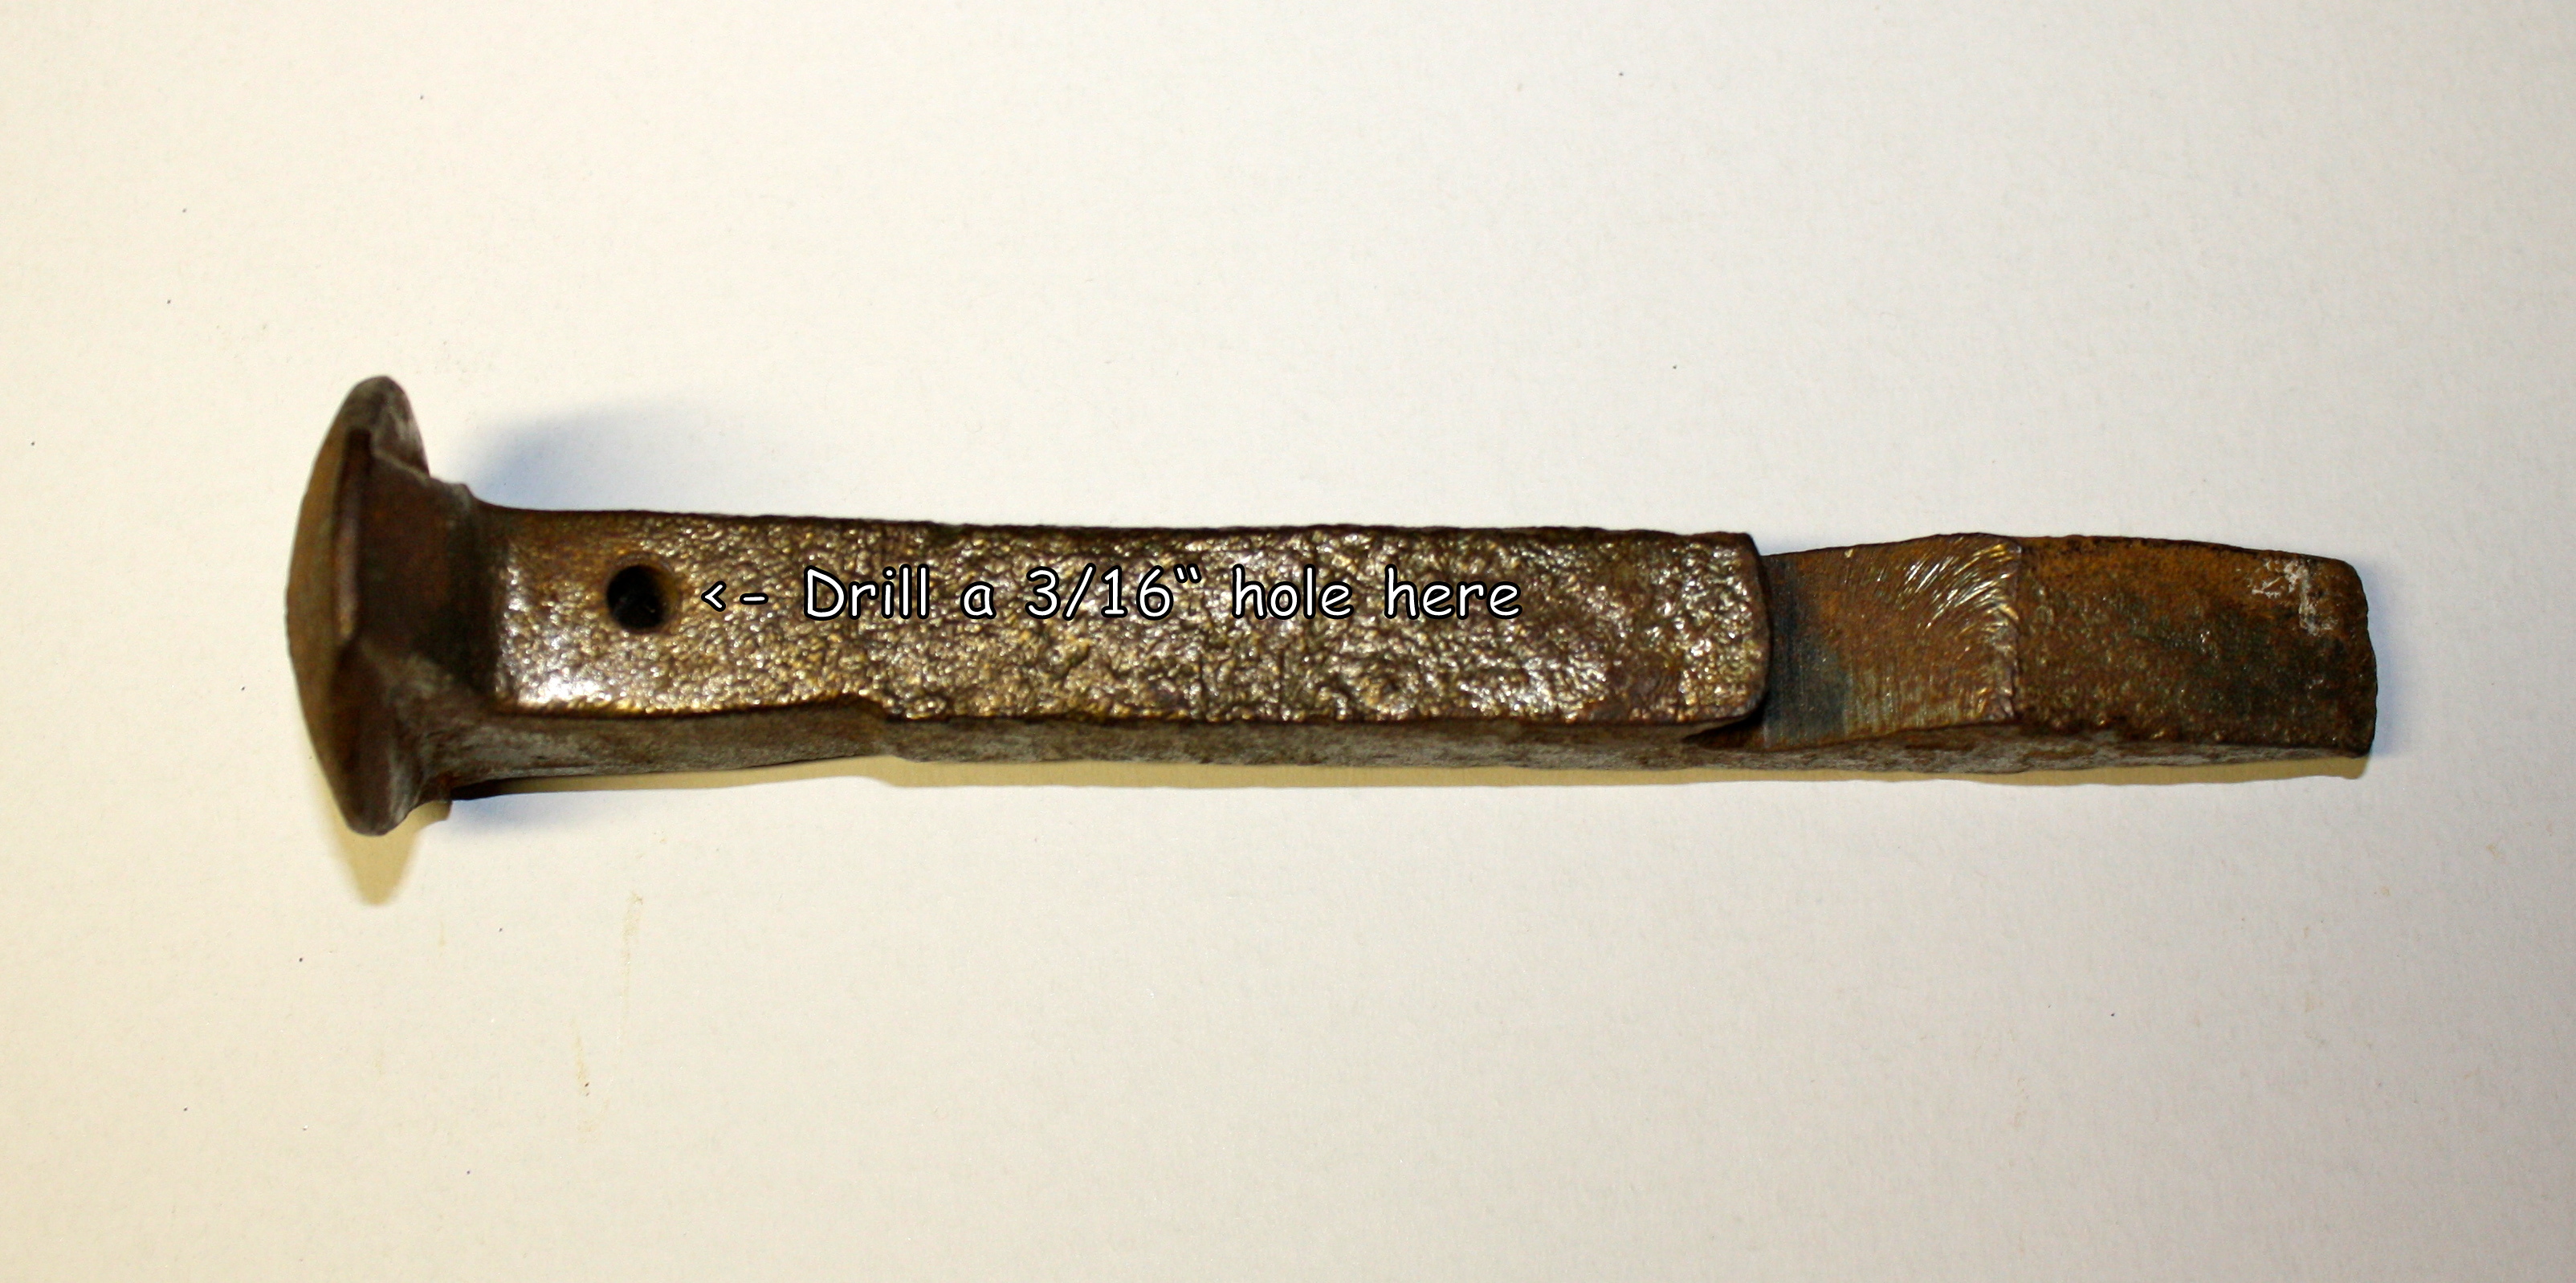 <- Drill a 3/16“ hole here